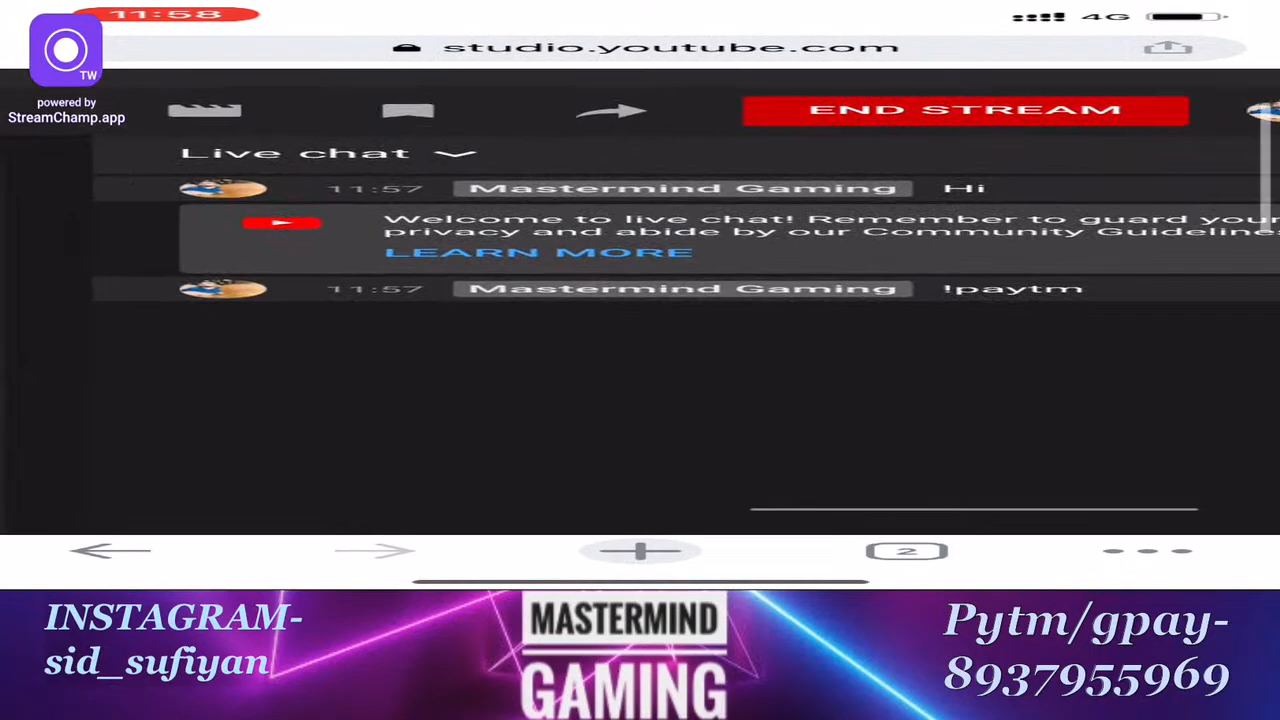 11:58
4G
TW
powered by
StreamChamp.app
studio.youtube.com
END STREAM
Live chat
11:57 Mastermind Gaming Hi
Welcome to live chat! Remember to guard your
privacy and abide by our Community
LEARN MORE
11:57 Mastermind Gaming !paytm
2
INSTAGRAM-
sid_sufiyan
MASTERMIND
GAMING
Pytm/gpay-
8937955969